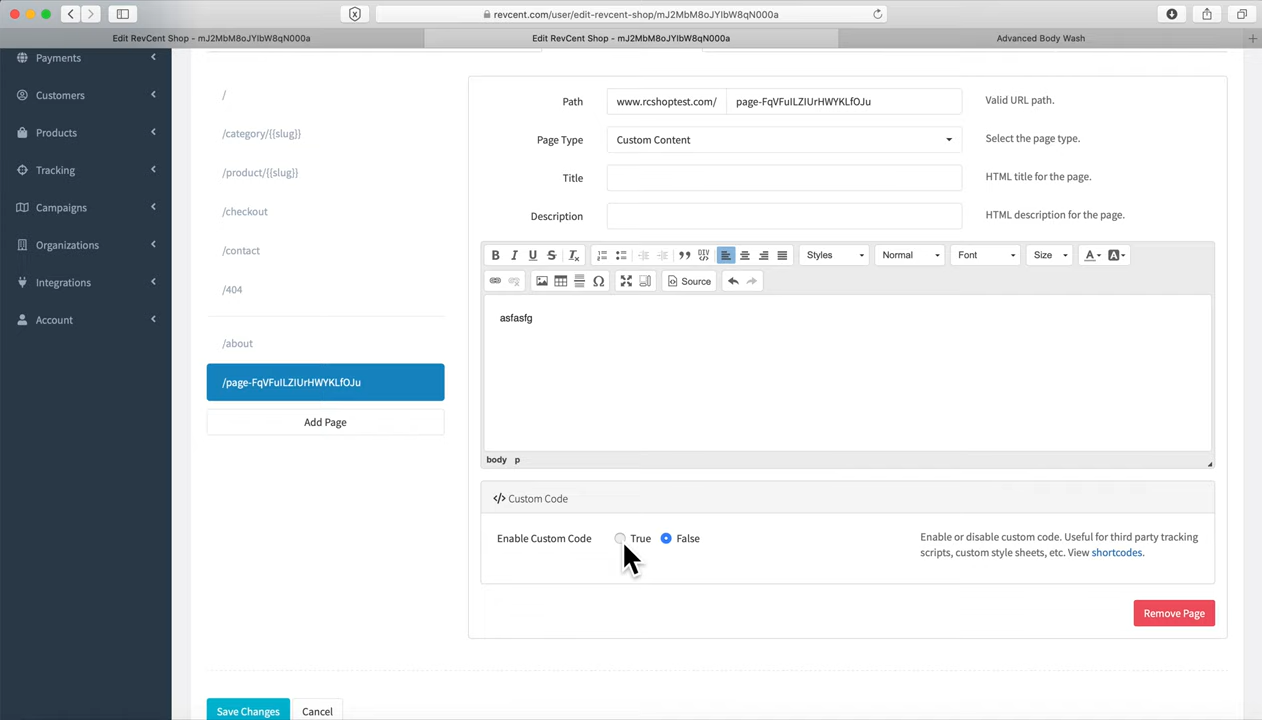 revcent.com/user/edit-revcent-shop/mJ2MbM8oJYIbW8qN000a
Edit RevCent Shop - mJ2MbM8oJYIbW8qN000a
Edit RevCent Shop - mJ2MbM8oJYIbW8qN000a
Advanced Body Wash
Payments
Customers
Products
Tracking
Campaigns
Organizations
Integrations
Account
/
/category/{{slug}}
/product/{{slug}}
/checkout
/contact
/404
/about
/page-FqVFuILZIUrHWYKLfOJu
Add Page
Path
www.rcshoptest.com/
page-FqVFuILZIUrHWYKLfOJu
Valid URL path.
Page Type
Custom Content
Select the page type.
Title
HTML title for the page.
Description
HTML description for the page.
B I U S Tx
DIV
Styles
Normal
Font
Size
A
A
Ω
Source
asfasfg
body p
</> Custom Code
Enable Custom Code
True
False
Enable or disable custom code. Useful for third party tracking
scripts, custom style sheets, etc. View shortcodes.
Remove Page
Save Changes
Cancel